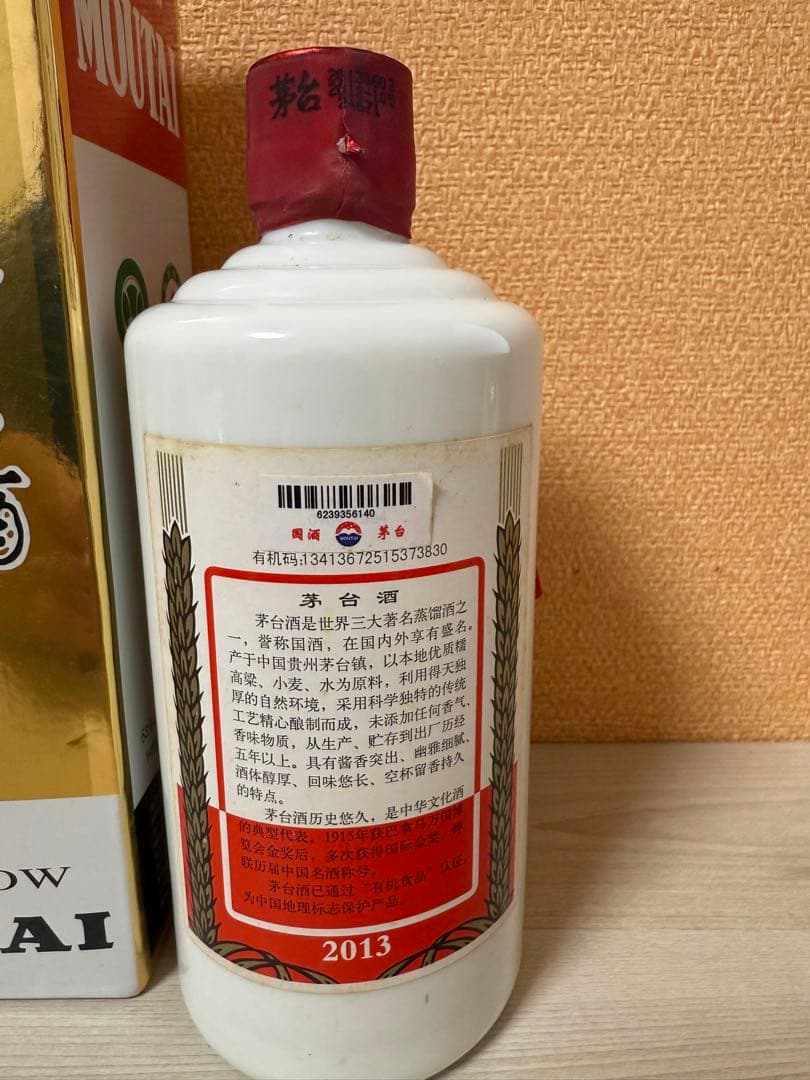 MOUTAI
茅台
酒
OW
AI
6239356140
国酒 MOUTAI 茅台
有机码:13413672515373830
茅台酒
茅台酒是世界三大著名蒸馏酒之
一，誉称国酒，在国内外享有盛名。
产于中国贵州茅台镇，以本地优质糯
高粱、小麦、水为原料，利用得天独
厚的自然环境，采用科学独特的传统
工艺精心酿制而成，未添加任何香气、
香味物质，从生产、贮存到出厂历经
五年以上。具有酱香突出、幽雅细腻、
酒体醇厚、回味悠长、空杯留香持久
的特点。
茅台酒历史悠久，是中华文化酒
的典型代表。1915年获巴拿马万国博
览会金奖后，多次获得国际金奖，蝉
联历届中国名酒称号。
茅台酒已通过“有机食品”认证，
为中国地理标志保护产品。
2013